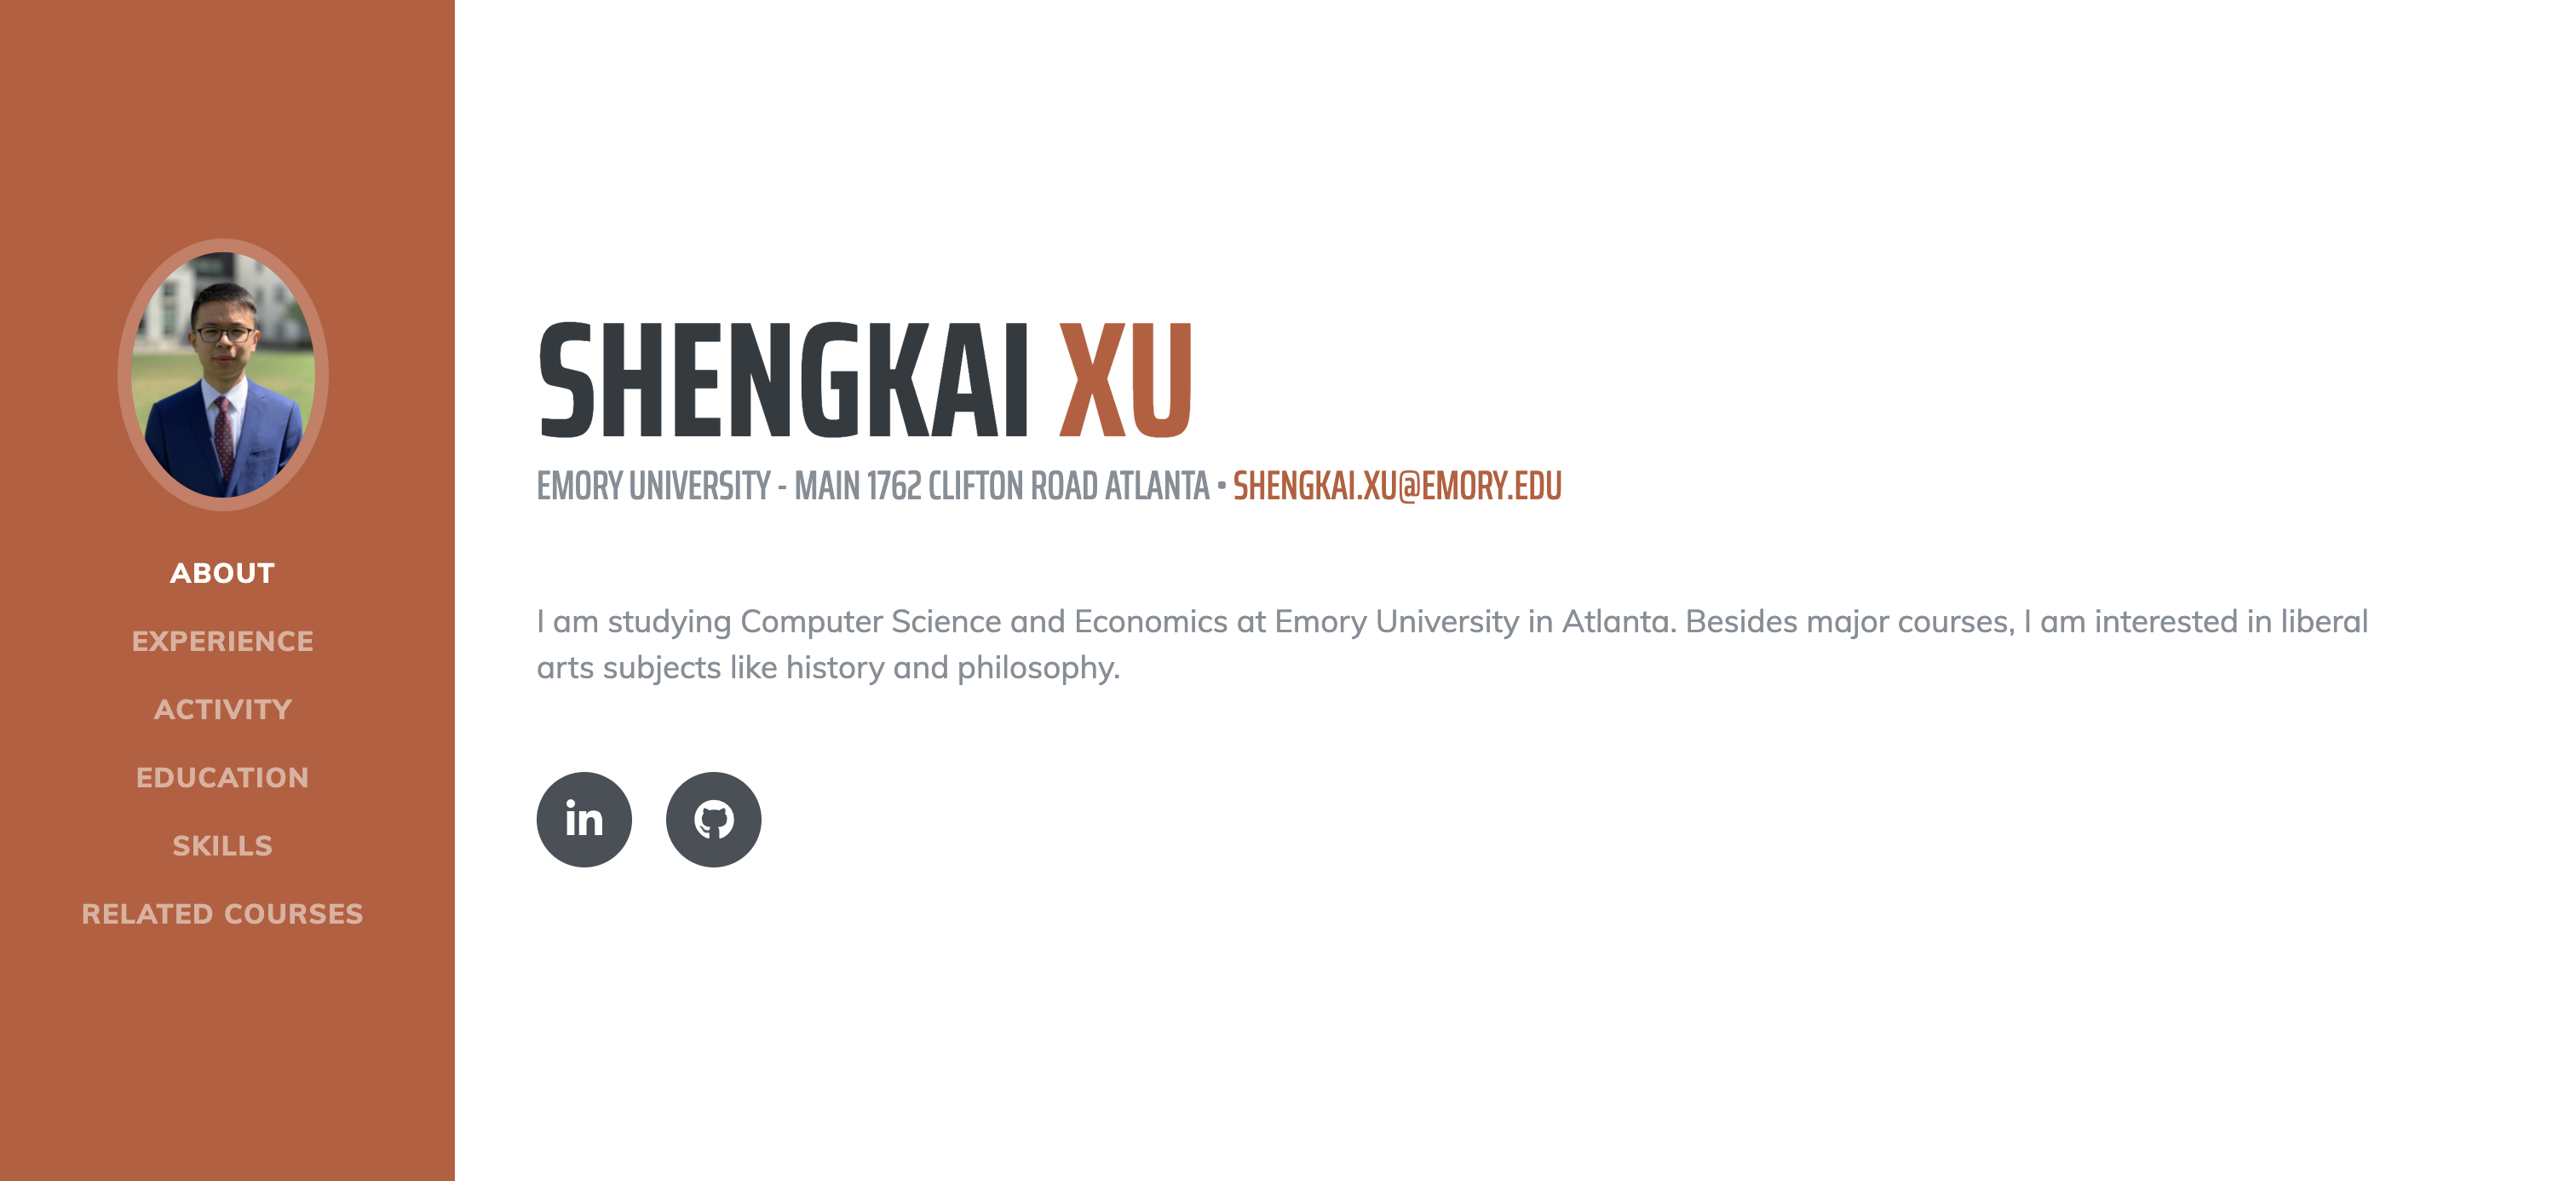 ABOUT
EXPERIENCE
ACTIVITY
EDUCATION
SKILLS
RELATED COURSES
SHENGKAI XU
EMORY UNIVERSITY - MAIN 1762 CLIFTON ROAD ATLANTA • SHENGKAI.XU@EMORY.EDU
I am studying Computer Science and Economics at Emory University in Atlanta. Besides major courses, I am interested in liberal
arts subjects like history and philosophy.
in